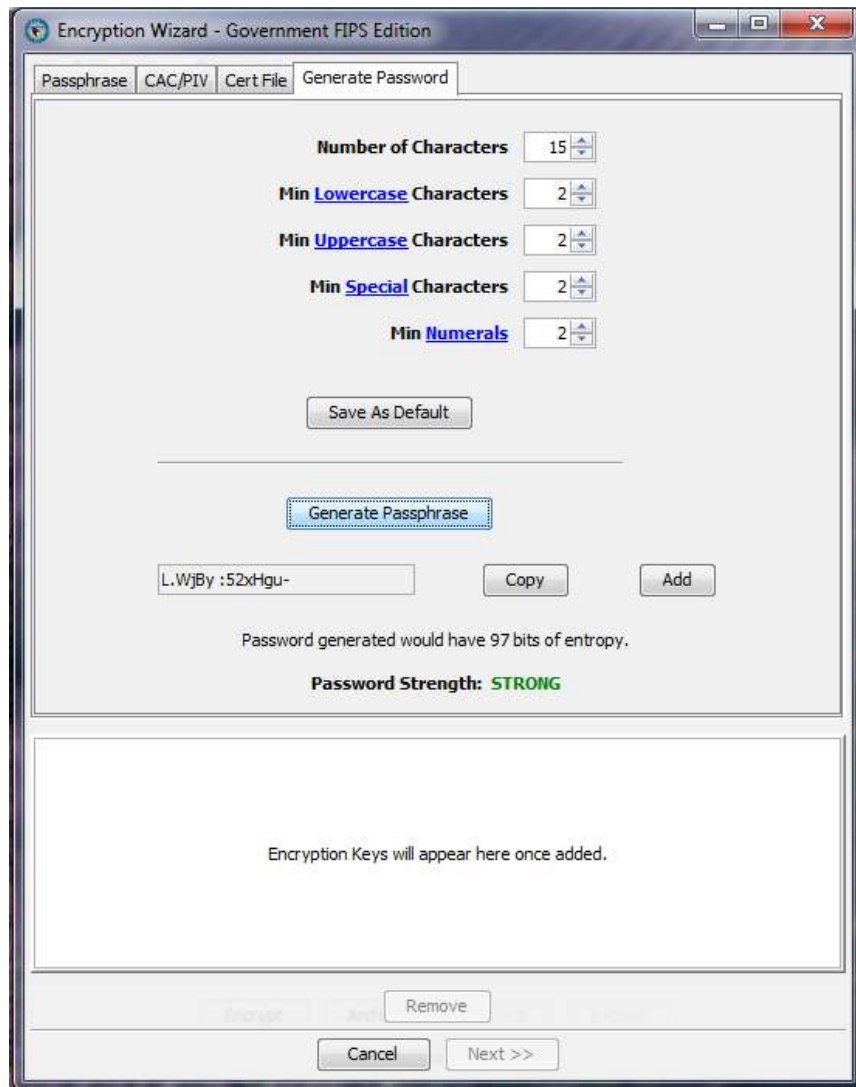 Encryption Wizard - Government FIPS Edition
Passphrase CAC/PIV Cert File Generate Password
Number of Characters 15
Min Lowercase Characters 2
Min Uppercase Characters 2
Min Special Characters 2
Min Numerals 2
Save As Default
Generate Passphrase
L.WjBy :52xHgu- Copy Add
Password generated would have 97 bits of entropy.
Password Strength: STRONG
Encryption Keys will appear here once added.
Encrypt Remove
Cancel Next >>